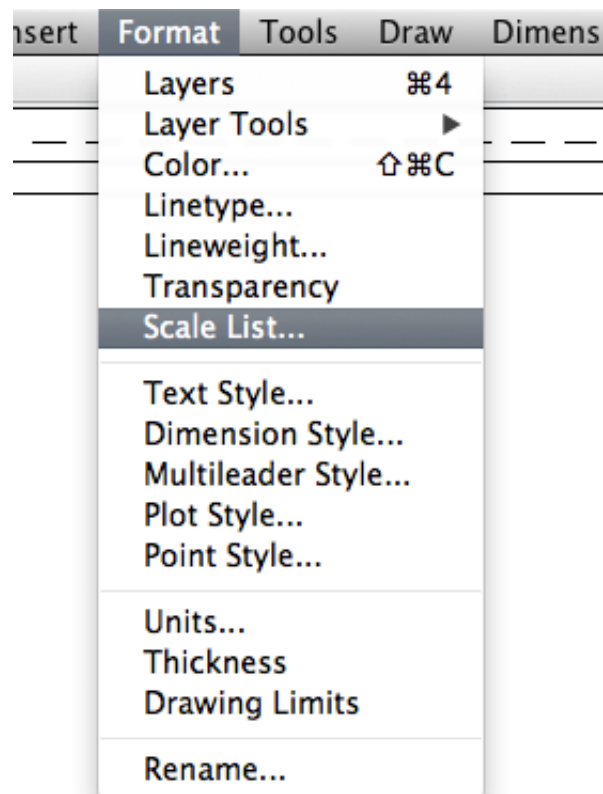 nsert Format Tools Draw Dimens
Layers ⌘4
Layer Tools ▶
Color... ⇧⌘C
Linetype...
Lineweight...
Transparency
Scale List...
Text Style...
Dimension Style...
Multileader Style...
Plot Style...
Point Style...
Units...
Thickness
Drawing Limits
Rename...